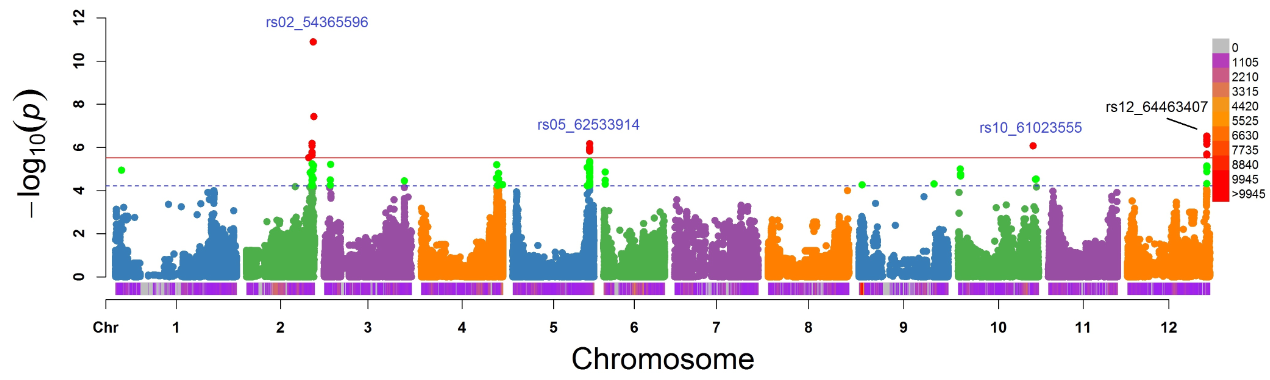 rs02_54365596
rs05_62533914
rs10_61023555
rs12_64463407
−log10(p)
12
10
8
6
4
2
0
0
1105
2210
3315
4420
5525
6630
7735
8840
9945
>9945
Chr 1 2 3 4 5 6 7 8 9 10 11 12
Chromosome